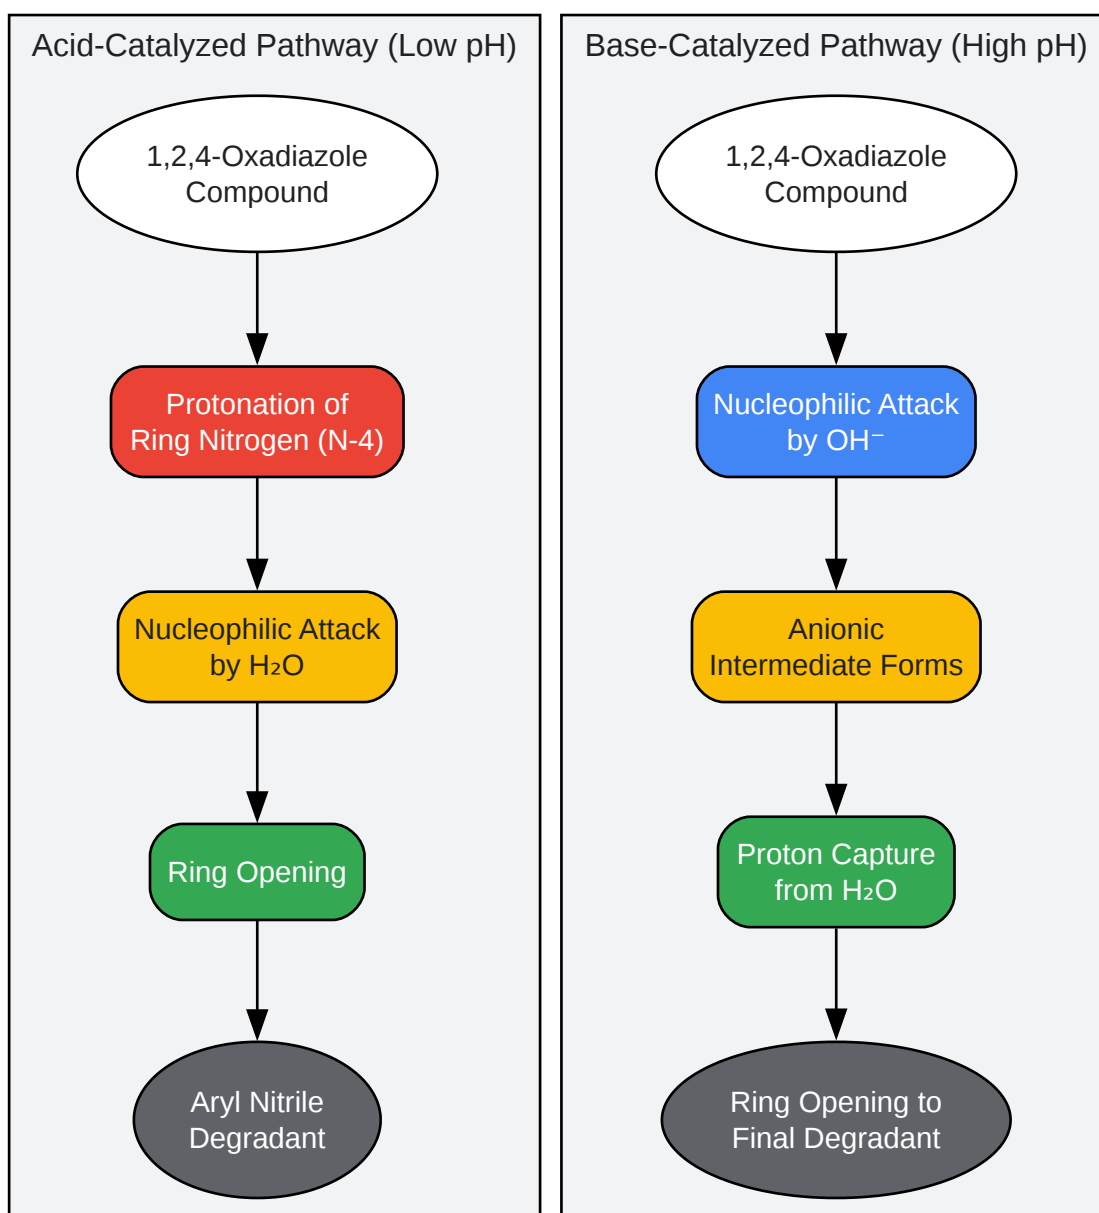 Acid-Catalyzed Pathway (Low pH)
1,2,4-Oxadiazole
Compound
Protonation of
Ring Nitrogen (N-4)
Nucleophilic Attack
by H₂O
Ring Opening
Aryl Nitrile
Degradant
Base-Catalyzed Pathway (High pH)
1,2,4-Oxadiazole
Compound
Nucleophilic Attack
by OH⁻
Anionic
Intermediate Forms
Proton Capture
from H₂O
Ring Opening to
Final Degradant